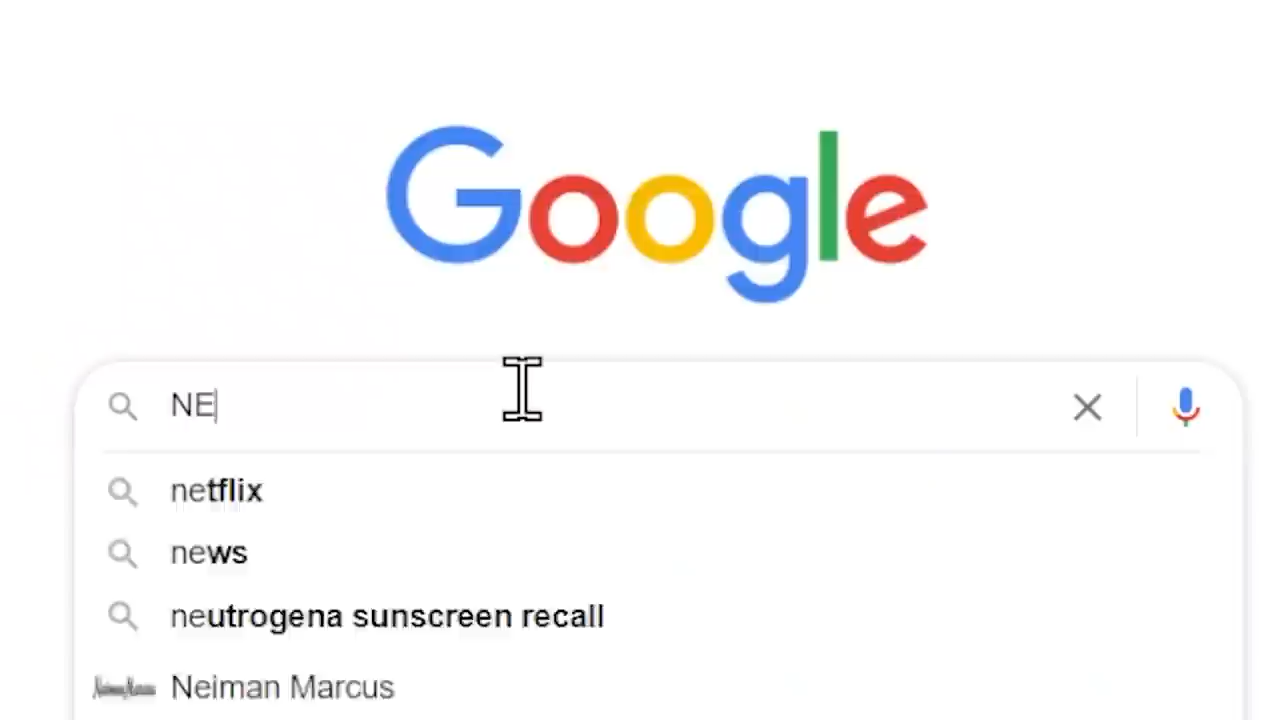 Google
NE
netflix
news
neutrogena sunscreen recall
Neiman Marcus